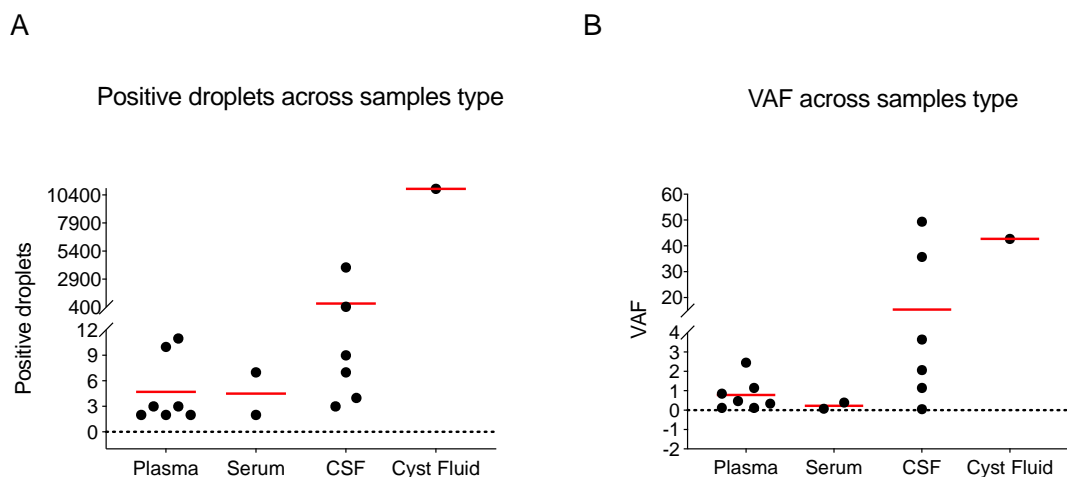 A
B
Positive droplets across samples type
VAF across samples type
Positive droplets
10400
7900
5400
2900
400
12
9
6
3
0
Plasma Serum CSF Cyst Fluid
VAF
60
50
40
30
20
4
3
2
1
0
-1
-2
Plasma Serum CSF Cyst Fluid